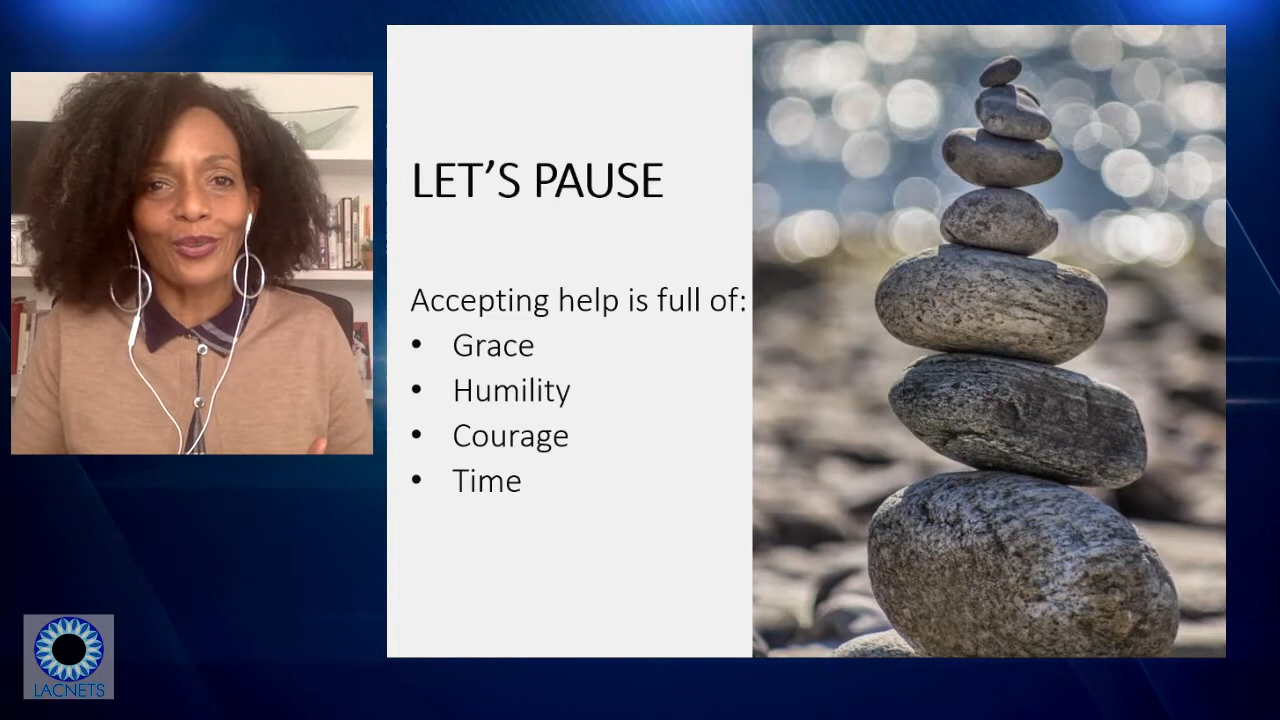 LET’S PAUSE
Accepting help is full of:
• Grace
• Humility
• Courage
• Time
LACNETS